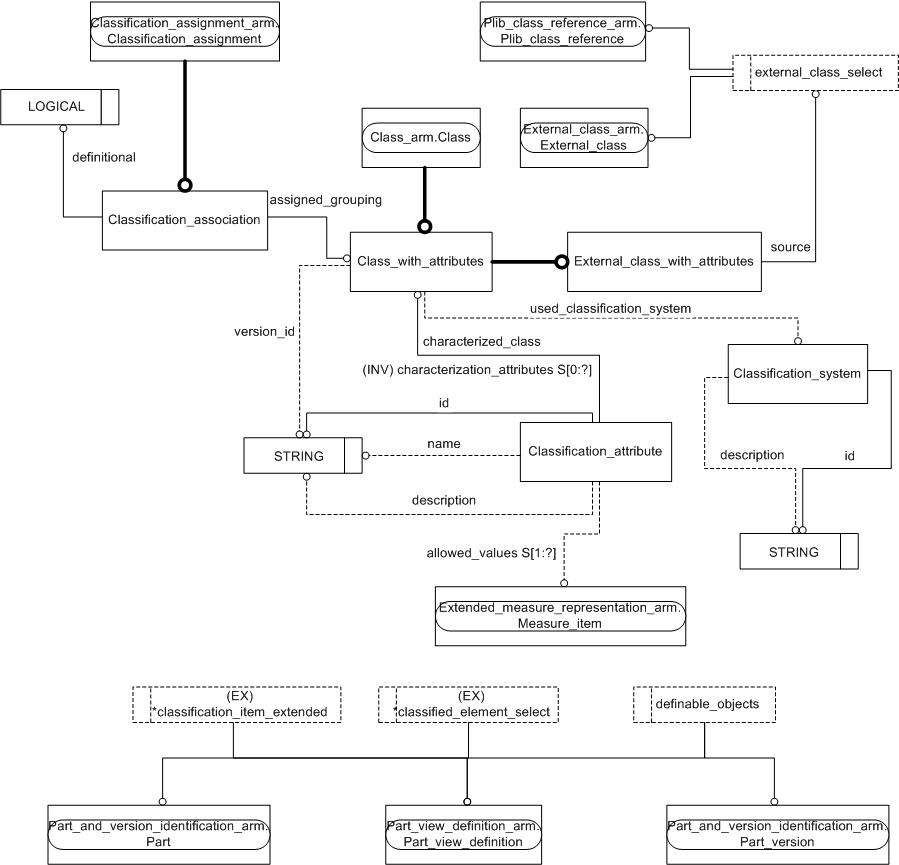 Classification_assignment_arm.
Classification_assignment
Plib_class_reference_arm.
Plib_class_reference
external_class_select
LOGICAL
Class_arm.Class
External_class_arm.
External_class
definitional
Classification_association
assigned_grouping
Class_with_attributes
External_class_with_attributes
source
used_classification_system
version_id
characterized_class
(INV) characterization_attributes S[0:?]
Classification_system
id
STRING
name
Classification_attribute
description
id
description
allowed_values S[1:?]
STRING
Extended_measure_representation_arm.
Measure_item
(EX)
*classification_item_extended
(EX)
*classified_element_select
definable_objects
Part_and_version_identification_arm.
Part
Part_view_definition_arm.
Part_view_definition
Part_and_version_identification_arm.
Part_version